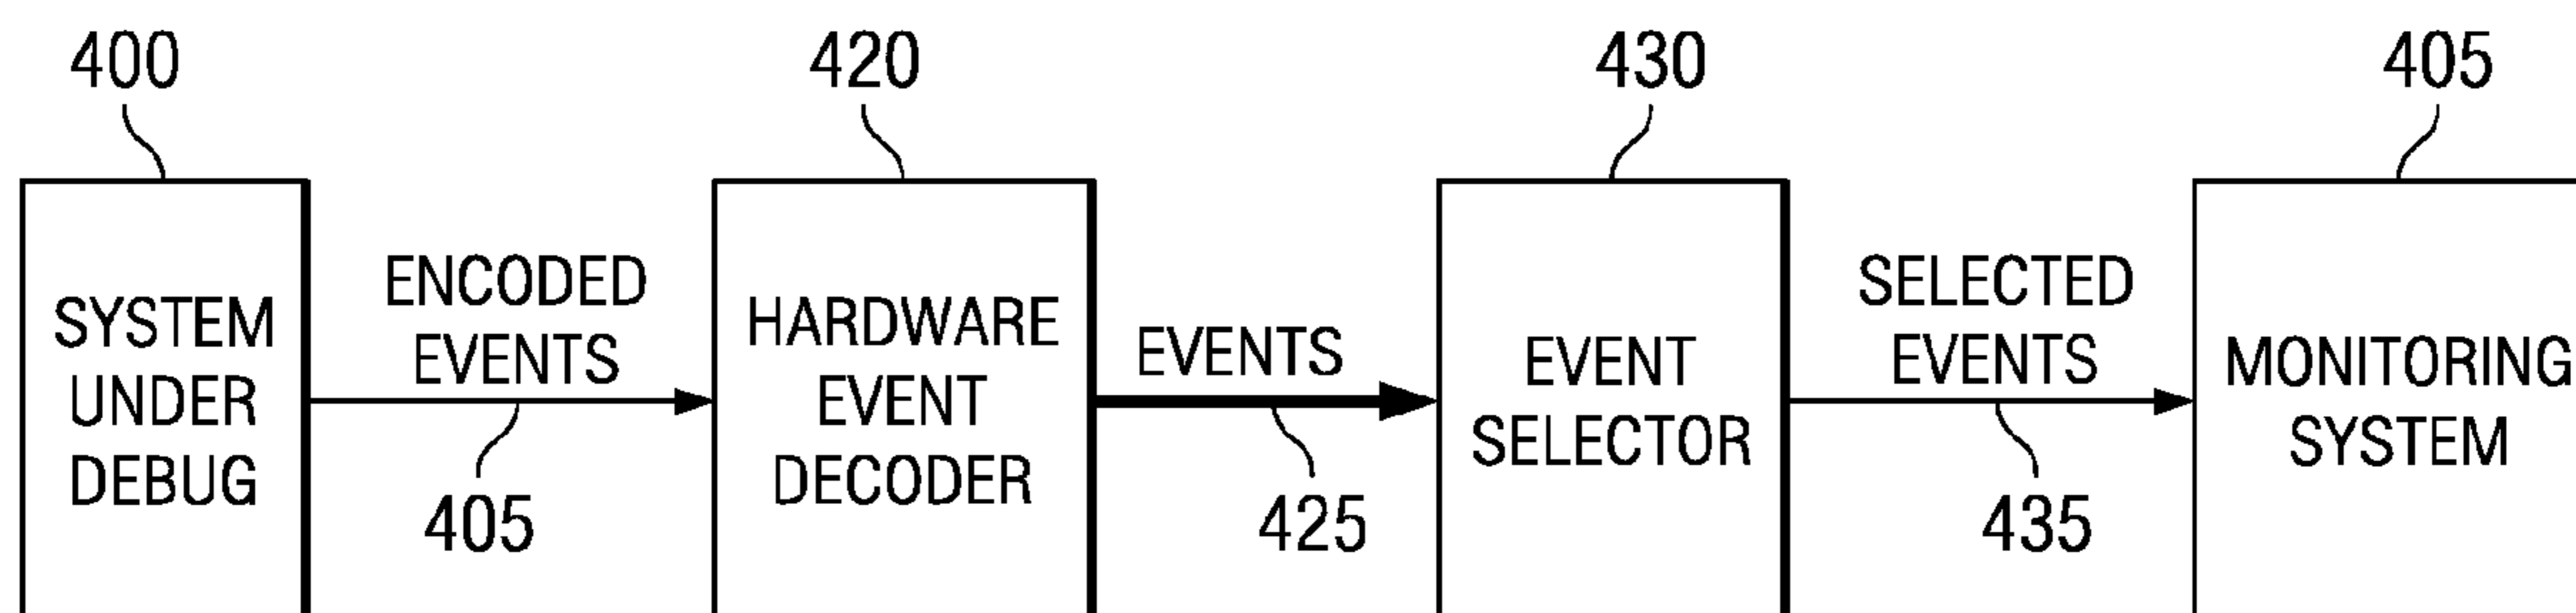 400
420
430
405
SYSTEM
UNDER
DEBUG
ENCODED
EVENTS
405
HARDWARE
EVENT
DECODER
EVENTS
425
EVENT
SELECTOR
SELECTED
EVENTS
435
MONITORING
SYSTEM